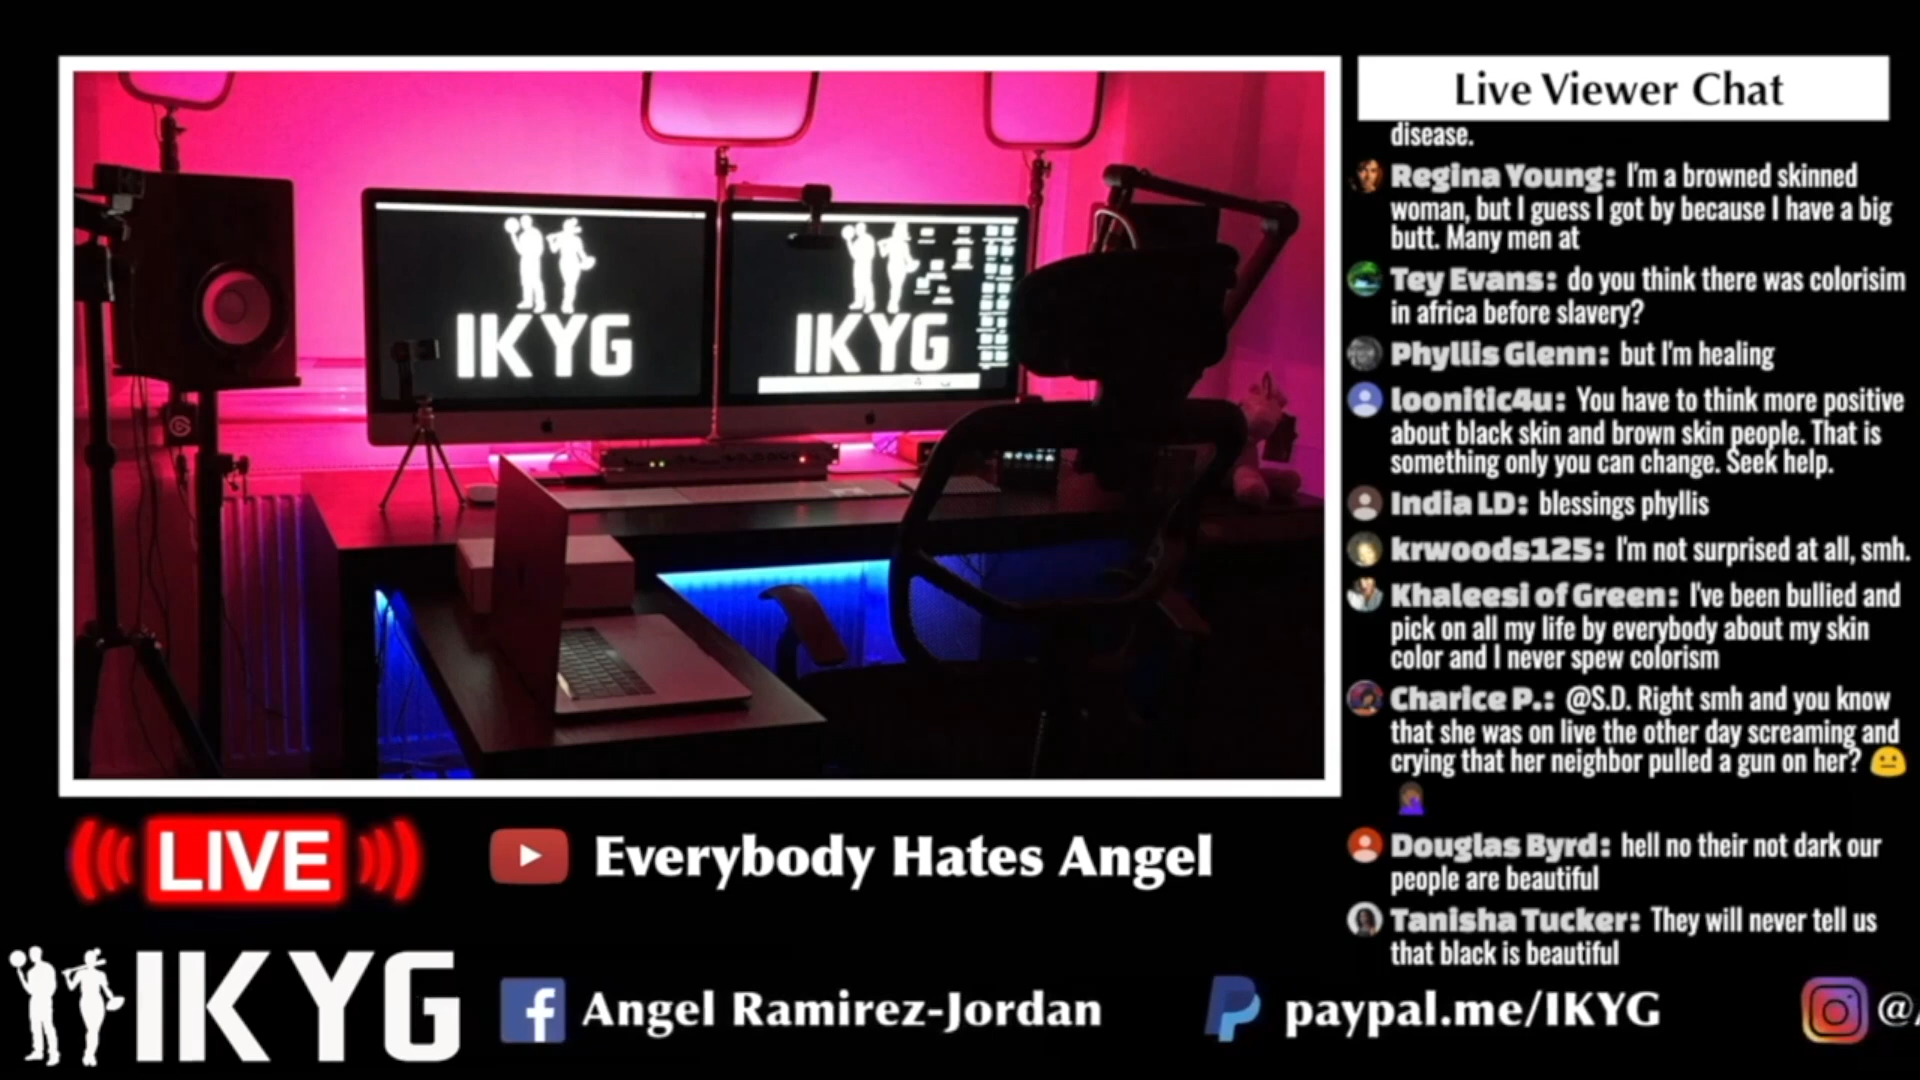 Live Viewer Chat
disease.
Regina Young: I'm a browned skinned
woman, but I guess I got by because I have a big
butt. Many men at
Tey Evans: do you think there was colorisim
in africa before slavery?
Phyllis Glenn: but I'm healing
loonitic4u: You have to think more positive
about black skin and brown skin people. That is
something only you can change. Seek help.
India LD: blessings phyllis
krwoods125: I'm not surprised at all, smh.
Khaleesi of Green: I've been bullied and
pick on all my life by everybody about my skin
color and I never spew colorism
Charice P.: @S.D. Right smh and you know
that she was on live the other day screaming and
crying that her neighbor pulled a gun on her? 😐
🤦🏾‍♀️
Douglas Byrd: hell no their not dark our
people are beautiful
Tanisha Tucker: They will never tell us
that black is beautiful
IKYG
IKYG
LIVE
Everybody Hates Angel
IKYG
Angel Ramirez-Jordan
paypal.me/IKYG
@